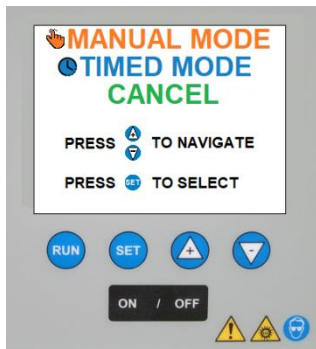 MANUAL MODE
TIMED MODE
CANCEL
PRESS + - TO NAVIGATE
PRESS SET TO SELECT
RUN SET + -
ON / OFF